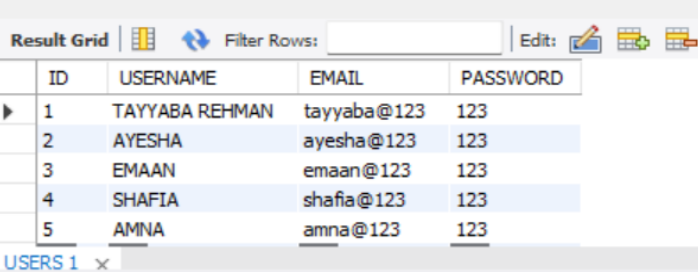 Result Grid Filter Rows: Edit:
ID USERNAME EMAIL PASSWORD
1 TAYYABA REHMAN tayyaba@123 123
2 AYESHA ayesha@123 123
3 EMAAN emaan@123 123
4 SHAFIA shafia@123 123
5 AMNA amna@123 123
USERS 1 ×